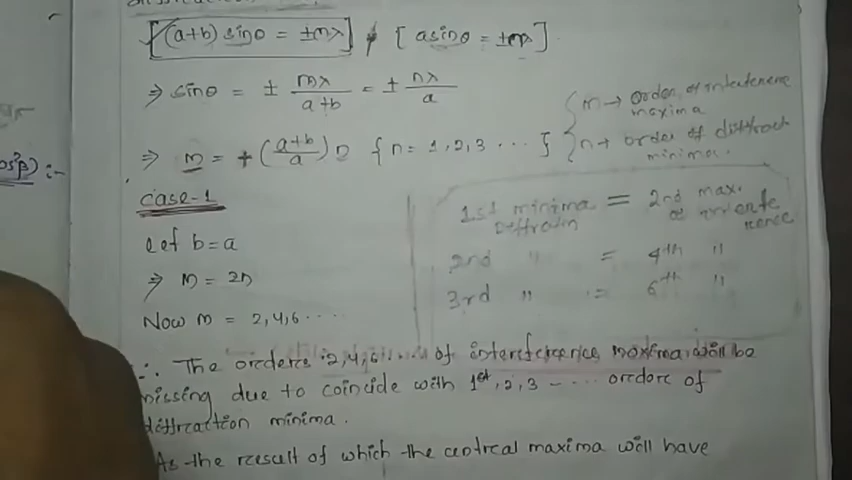 [(a+b) sinθ = ±mλ] / [asinθ = ±nλ]
⇒ sinθ = ± mλ/(a+b) = ± nλ/a
⇒ m = + ((a+b)/a) n {n = 1,2,3 ... }
{ m → order of interference maxima
n → order of diffract minima.
Case-1
Let b=a
⇒ m = 2n
Now m = 2,4,6 ....
1st minima Diffraction = 2nd max. of interference
2nd " = 4th "
3rd " = 6th "
∴ The orders 2,4,6 .... of interference maxima will be
missing due to coincide with 1st, 2, 3 - ... order of
diffraction minima.
As the result of which the central maxima will have